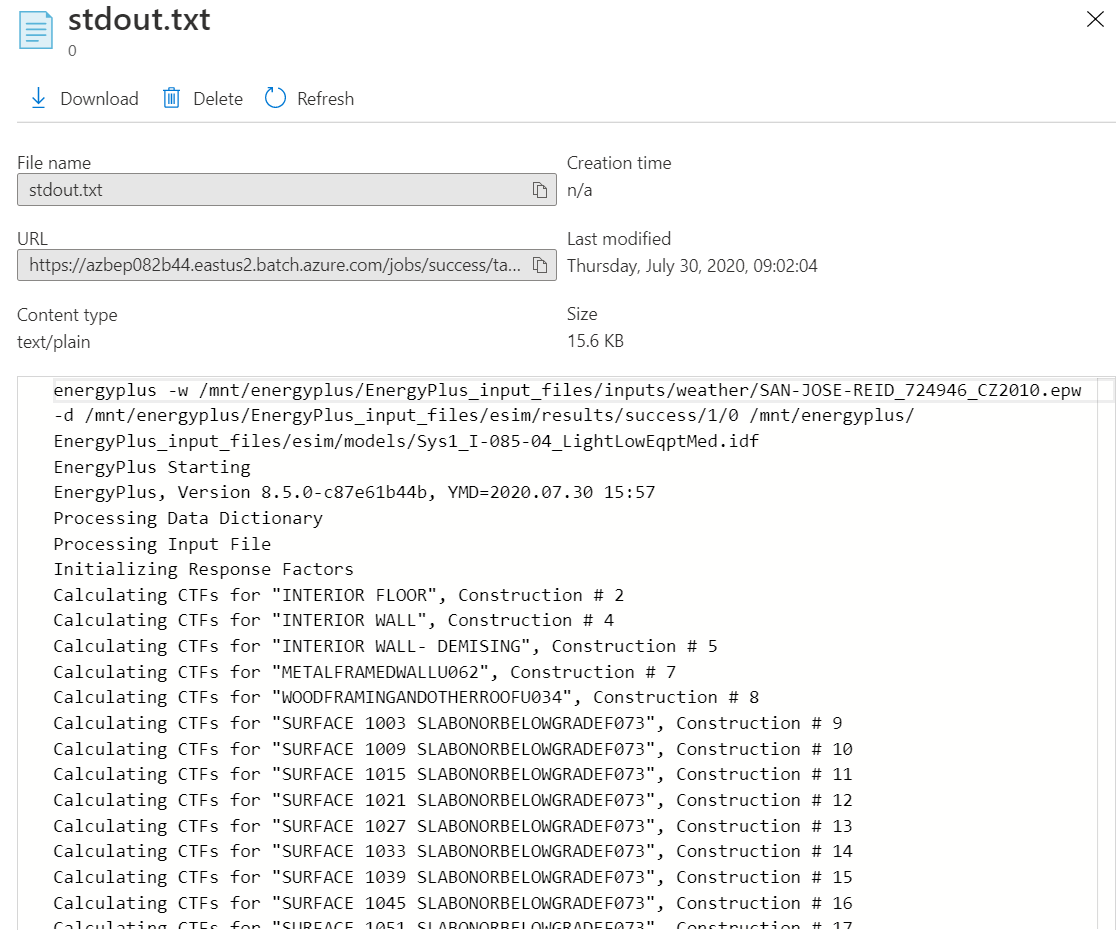 stdout.txt
0
Download Delete Refresh
File name
stdout.txt
Creation time
n/a
URL
https://azbep082b44.eastus2.batch.azure.com/jobs/success/ta...
Last modified
Thursday, July 30, 2020, 09:02:04
Content type
text/plain
Size
15.6 KB
energyplus -w /mnt/energyplus/EnergyPlus_input_files/inputs/weather/SAN-JOSE-REID_724946_CZ2010.epw
-d /mnt/energyplus/EnergyPlus_input_files/esim/results/success/1/0 /mnt/energyplus/
EnergyPlus_input_files/esim/models/Sys1_I-085-04_LightLowEqptMed.idf
EnergyPlus Starting
EnergyPlus, Version 8.5.0-c87e61b44b, YMD=2020.07.30 15:57
Processing Data Dictionary
Processing Input File
Initializing Response Factors
Calculating CTFs for "INTERIOR FLOOR", Construction # 2
Calculating CTFs for "INTERIOR WALL", Construction # 4
Calculating CTFs for "INTERIOR WALL- DEMISING", Construction # 5
Calculating CTFs for "METALFRAMEDWALLU062", Construction # 7
Calculating CTFs for "WOODFRAMINGANDOTHERROOFU034", Construction # 8
Calculating CTFs for "SURFACE 1003 SLABONORBELOWGRADEF073", Construction # 9
Calculating CTFs for "SURFACE 1009 SLABONORBELOWGRADEF073", Construction # 10
Calculating CTFs for "SURFACE 1015 SLABONORBELOWGRADEF073", Construction # 11
Calculating CTFs for "SURFACE 1021 SLABONORBELOWGRADEF073", Construction # 12
Calculating CTFs for "SURFACE 1027 SLABONORBELOWGRADEF073", Construction # 13
Calculating CTFs for "SURFACE 1033 SLABONORBELOWGRADEF073", Construction # 14
Calculating CTFs for "SURFACE 1039 SLABONORBELOWGRADEF073", Construction # 15
Calculating CTFs for "SURFACE 1045 SLABONORBELOWGRADEF073", Construction # 16
Calculating CTFs for "SURFACE 1051 SLABONORBELOWGRADEF073", Construction # 17